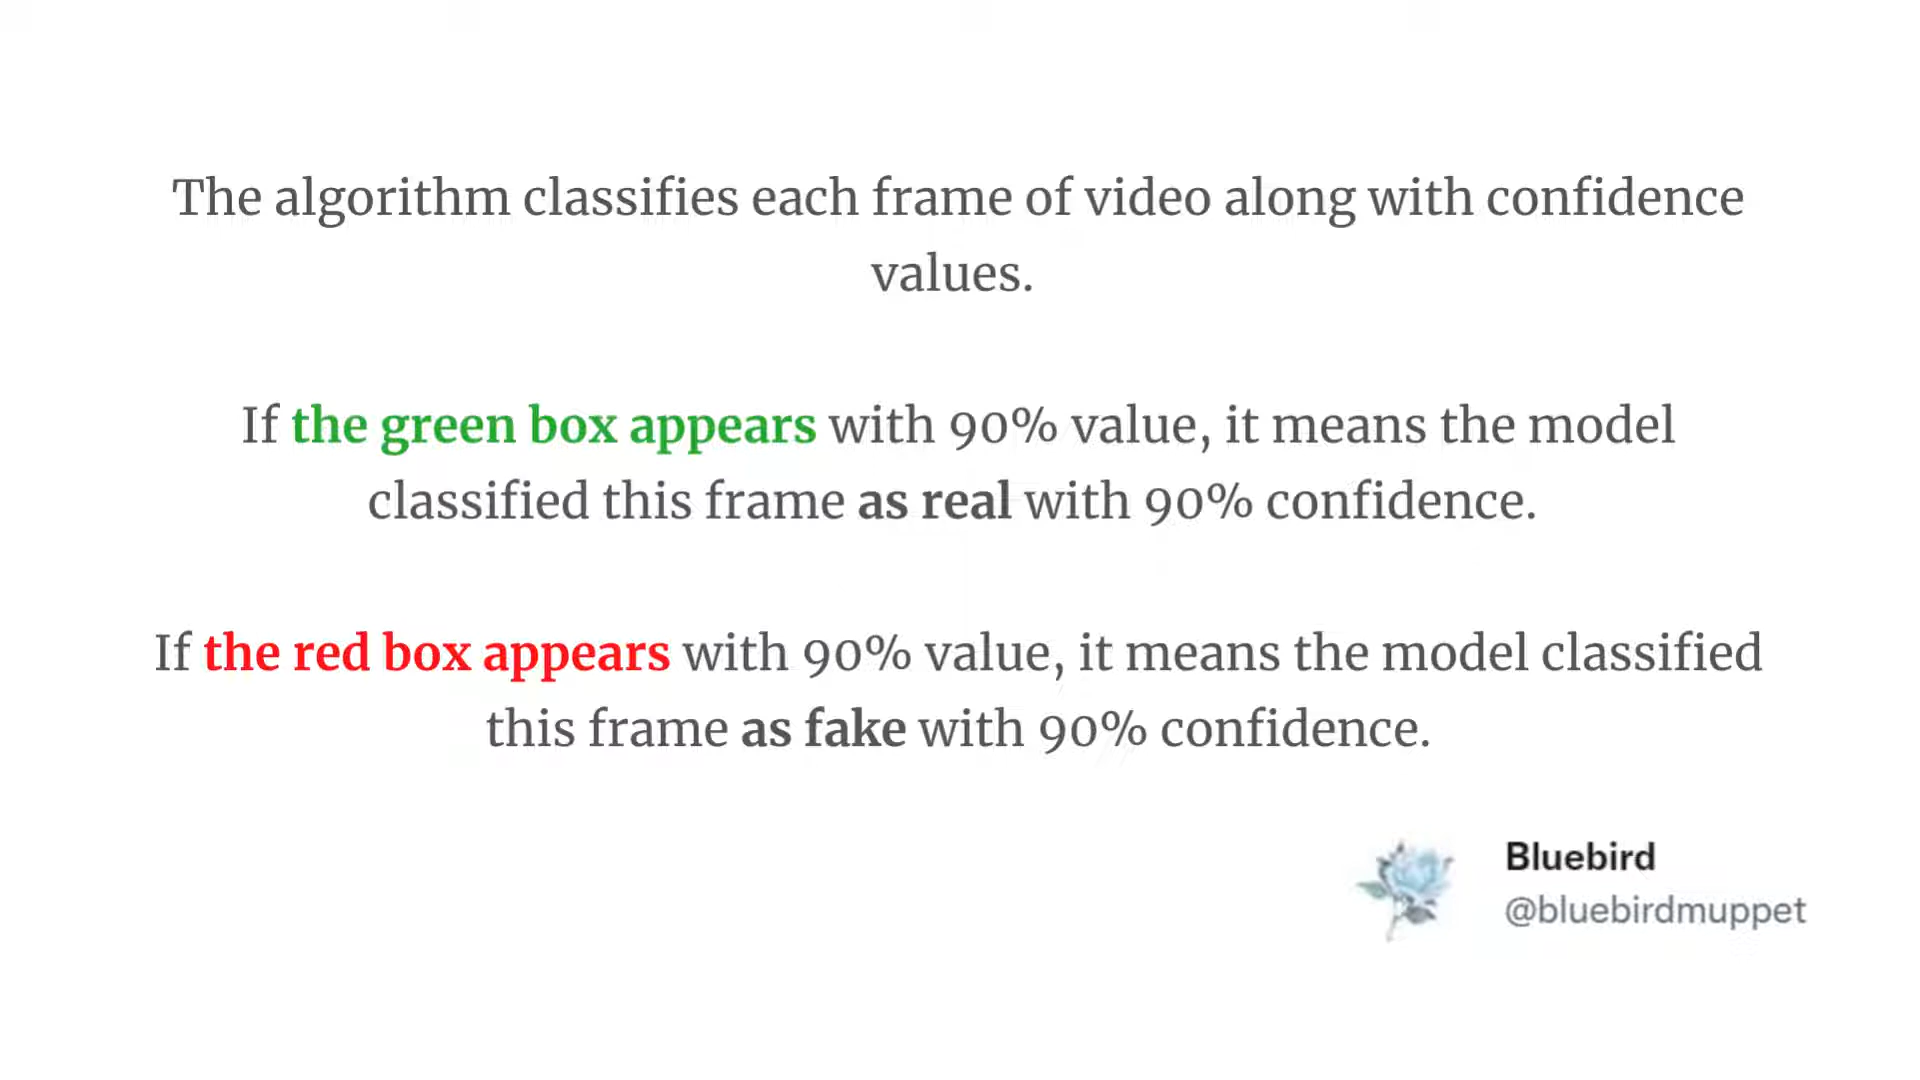 The algorithm classifies each frame of video along with confidence
values.
If the green box appears with 90% value, it means the model
classified this frame as real with 90% confidence.
If the red box appears with 90% value, it means the model classified
this frame as fake with 90% confidence.
Bluebird
@bluebirdmuppet